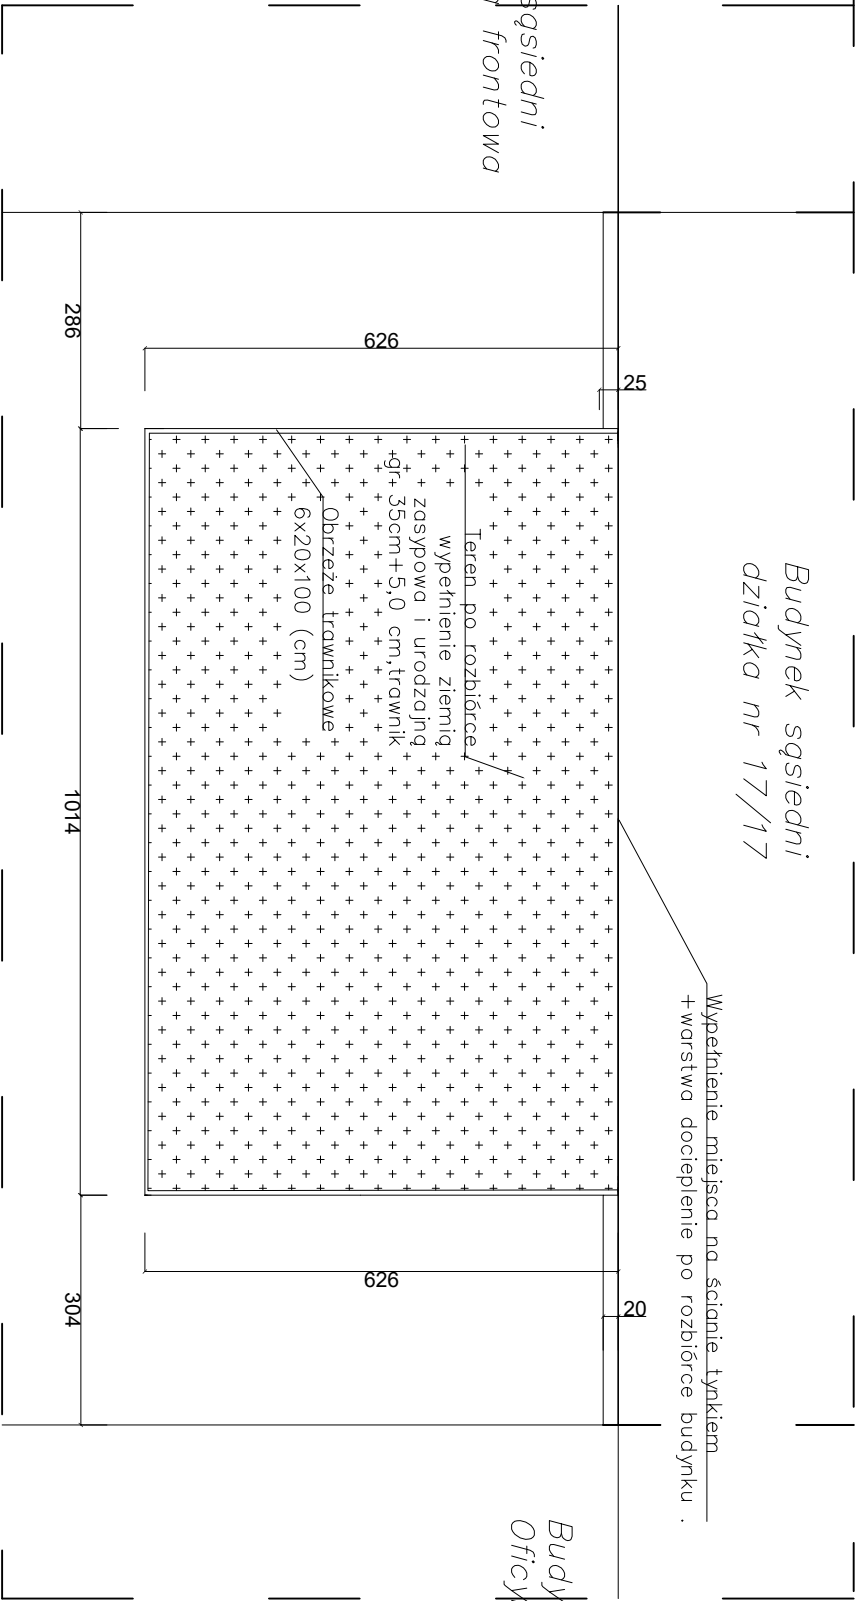 sąsiedni
frontowa
Budynek sąsiedni
działka nr 17/17
Wypełnienie miejsca na ścianie tynkiem
+warstwa docieplenie po rozbiórce budynku .
Teren po rozbiórce
wypełnienie ziemią
zasypowa i urodzajną
gr. 35cm+5,0 cm,trawnik
Obrzeże trawnikowe
6x20x100 (cm)
Budy
Oficy
286
1014
304
626
25
626
20